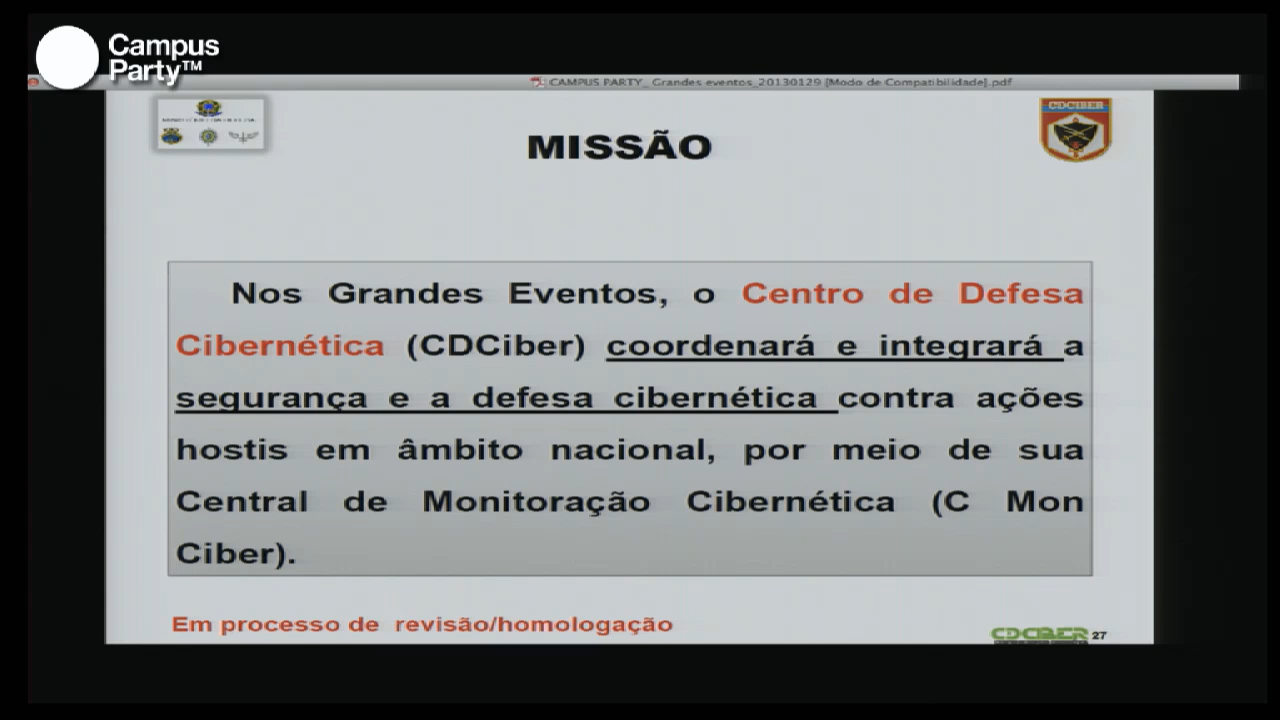 Campus
Party™
CAMPUS PARTY_ Grandes eventos_20130129 [Modo de Compatibilidade].pdf
CDCIBER
MISSÃO
Nos Grandes Eventos, o Centro de Defesa
Cibernética (CDCiber) coordenará e integrará a
segurança e a defesa cibernética contra ações
hostis em âmbito nacional, por meio de sua
Central de Monitoração Cibernética (C Mon
Ciber).
Em processo de revisão/homologação
CDCIBER 27